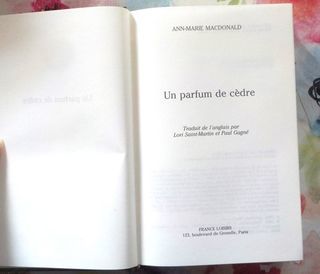 ANN-MARIE MACDONALD
Un parfum de cèdre
Traduit de l'anglais par
Lori Saint-Martin et Paul Gagné
FRANCE LOISIRS
123, boulevard de Grenelle, Paris